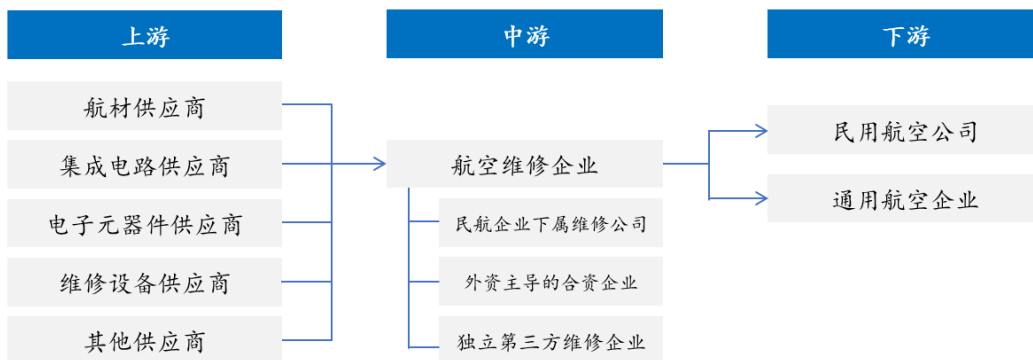 上游
航材供应商
集成电路供应商
电子元器件供应商
维修设备供应商
其他供应商
中游
航空维修企业
民航企业下属维修公司
外资主导的合资企业
独立第三方维修企业
下游
民用航空公司
通用航空企业